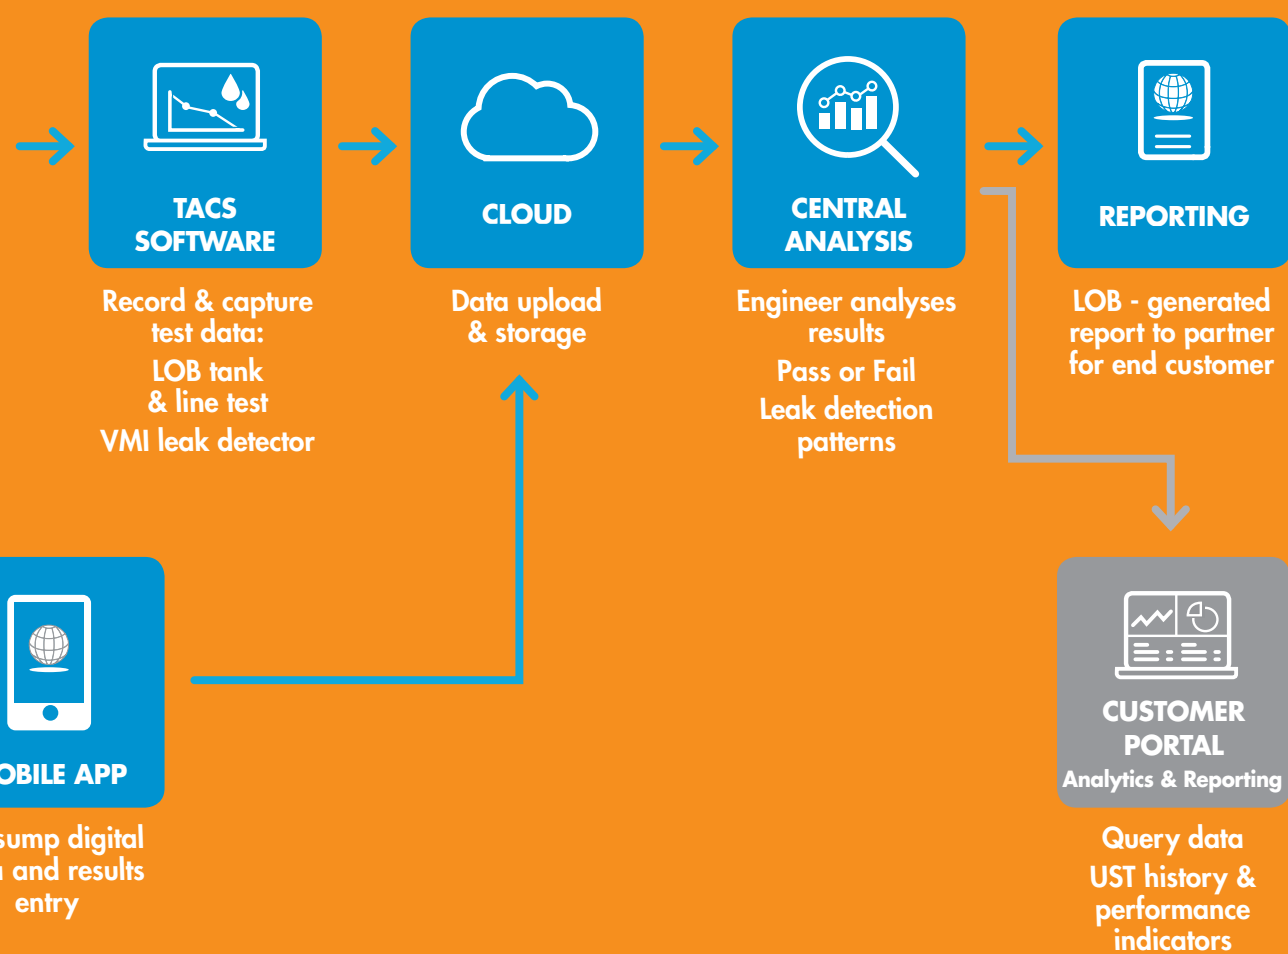 TACS
SOFTWARE
Record & capture
test data:
LOB tank
& line test
VMI leak detector
CLOUD
Data upload
& storage
CENTRAL
ANALYSIS
Engineer analyses
results
Pass or Fail
Leak detection
patterns
REPORTING
LOB - generated
report to partner
for end customer
OBILE APP
sump digital
and results
entry
CUSTOMER
PORTAL
Analytics & Reporting
Query data
UST history &
performance
indicators